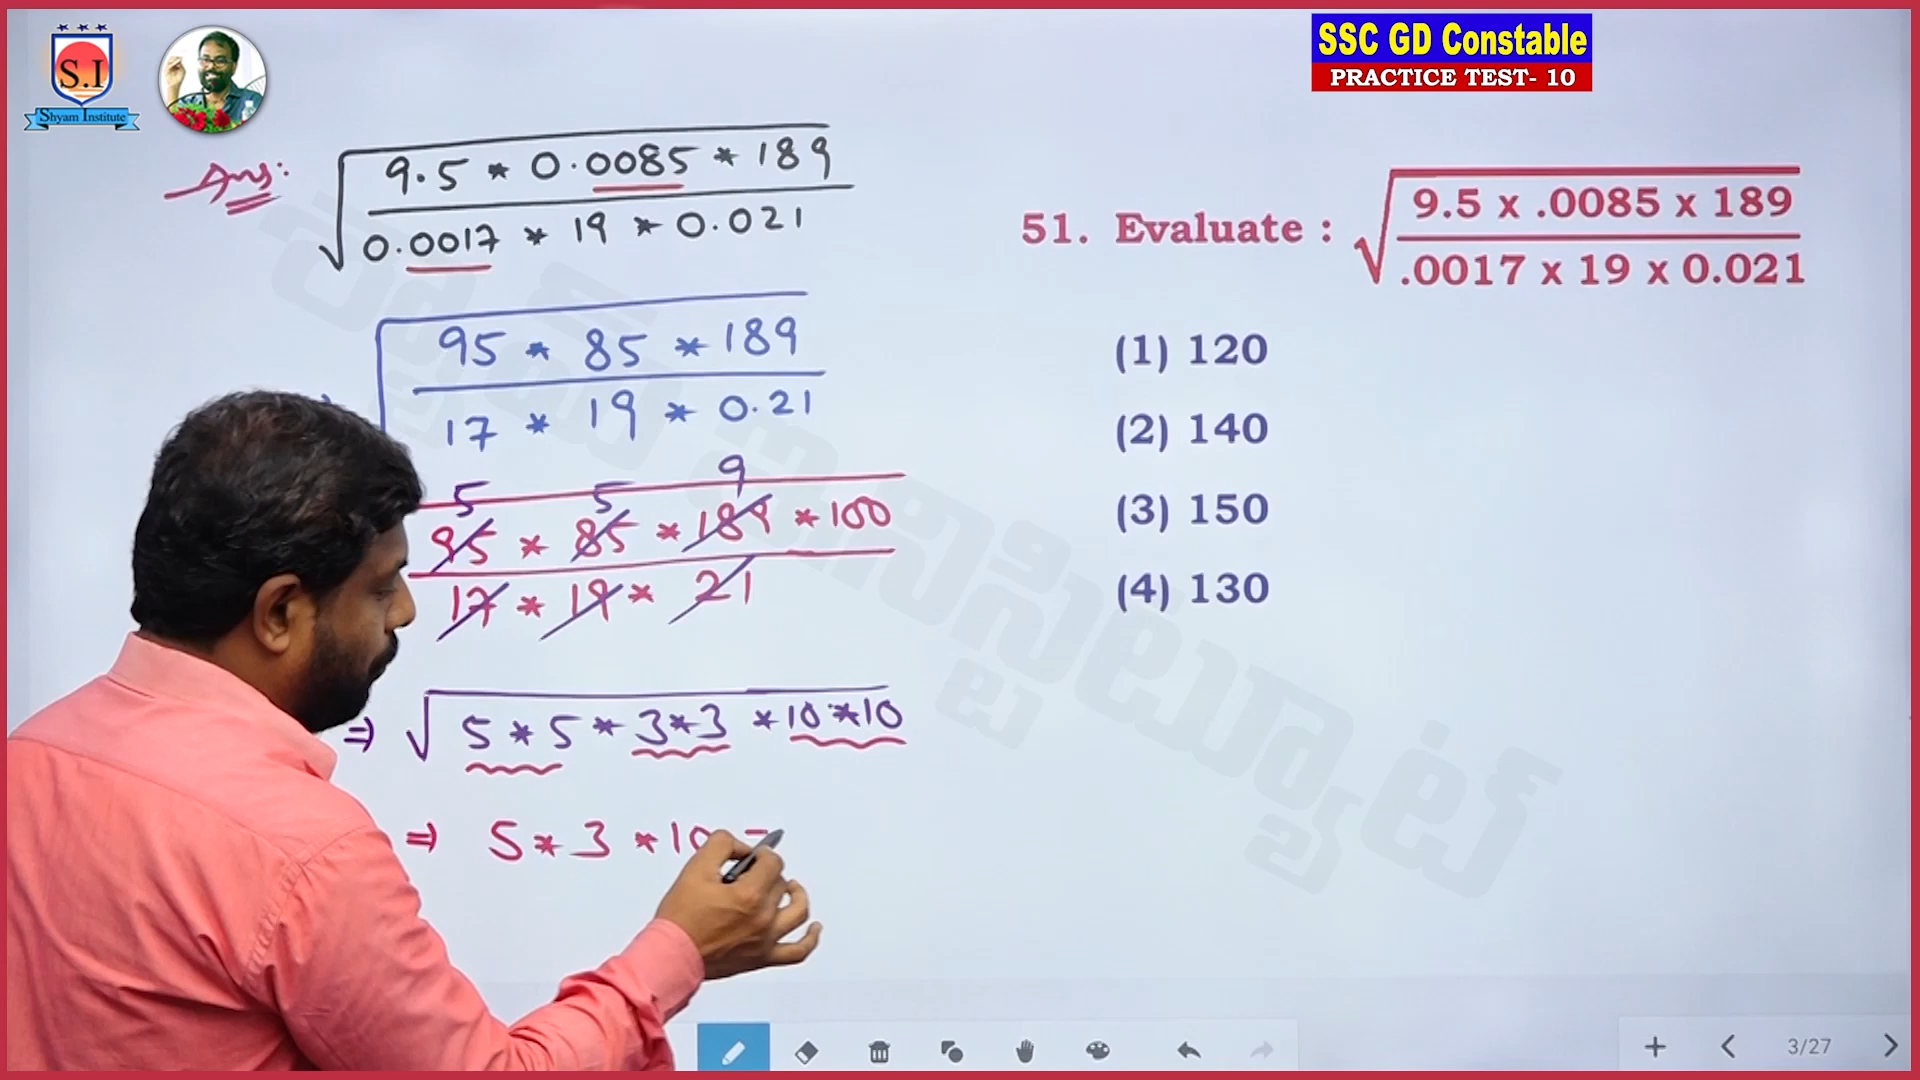 S.I
Shyam Institute
SSC GD Constable
PRACTICE TEST- 10
Ans:
√ 9.5 * 0.0085 * 189
0.0017 * 19 * 0.021
95 * 85 * 189
17 * 19 * 0.21
5 5 9
95 * 85 * 189 * 100
17 * 19 * 21
⇒ √ 5 * 5 * 3 * 3 * 10 * 10
⇒ 5 * 3 * 10 =
51. Evaluate : √ 9.5 x .0085 x 189
.0017 x 19 x 0.021
(1) 120
(2) 140
(3) 150
(4) 130
శ్యామ్ ఇన్స్టిట్యూట్
3/27